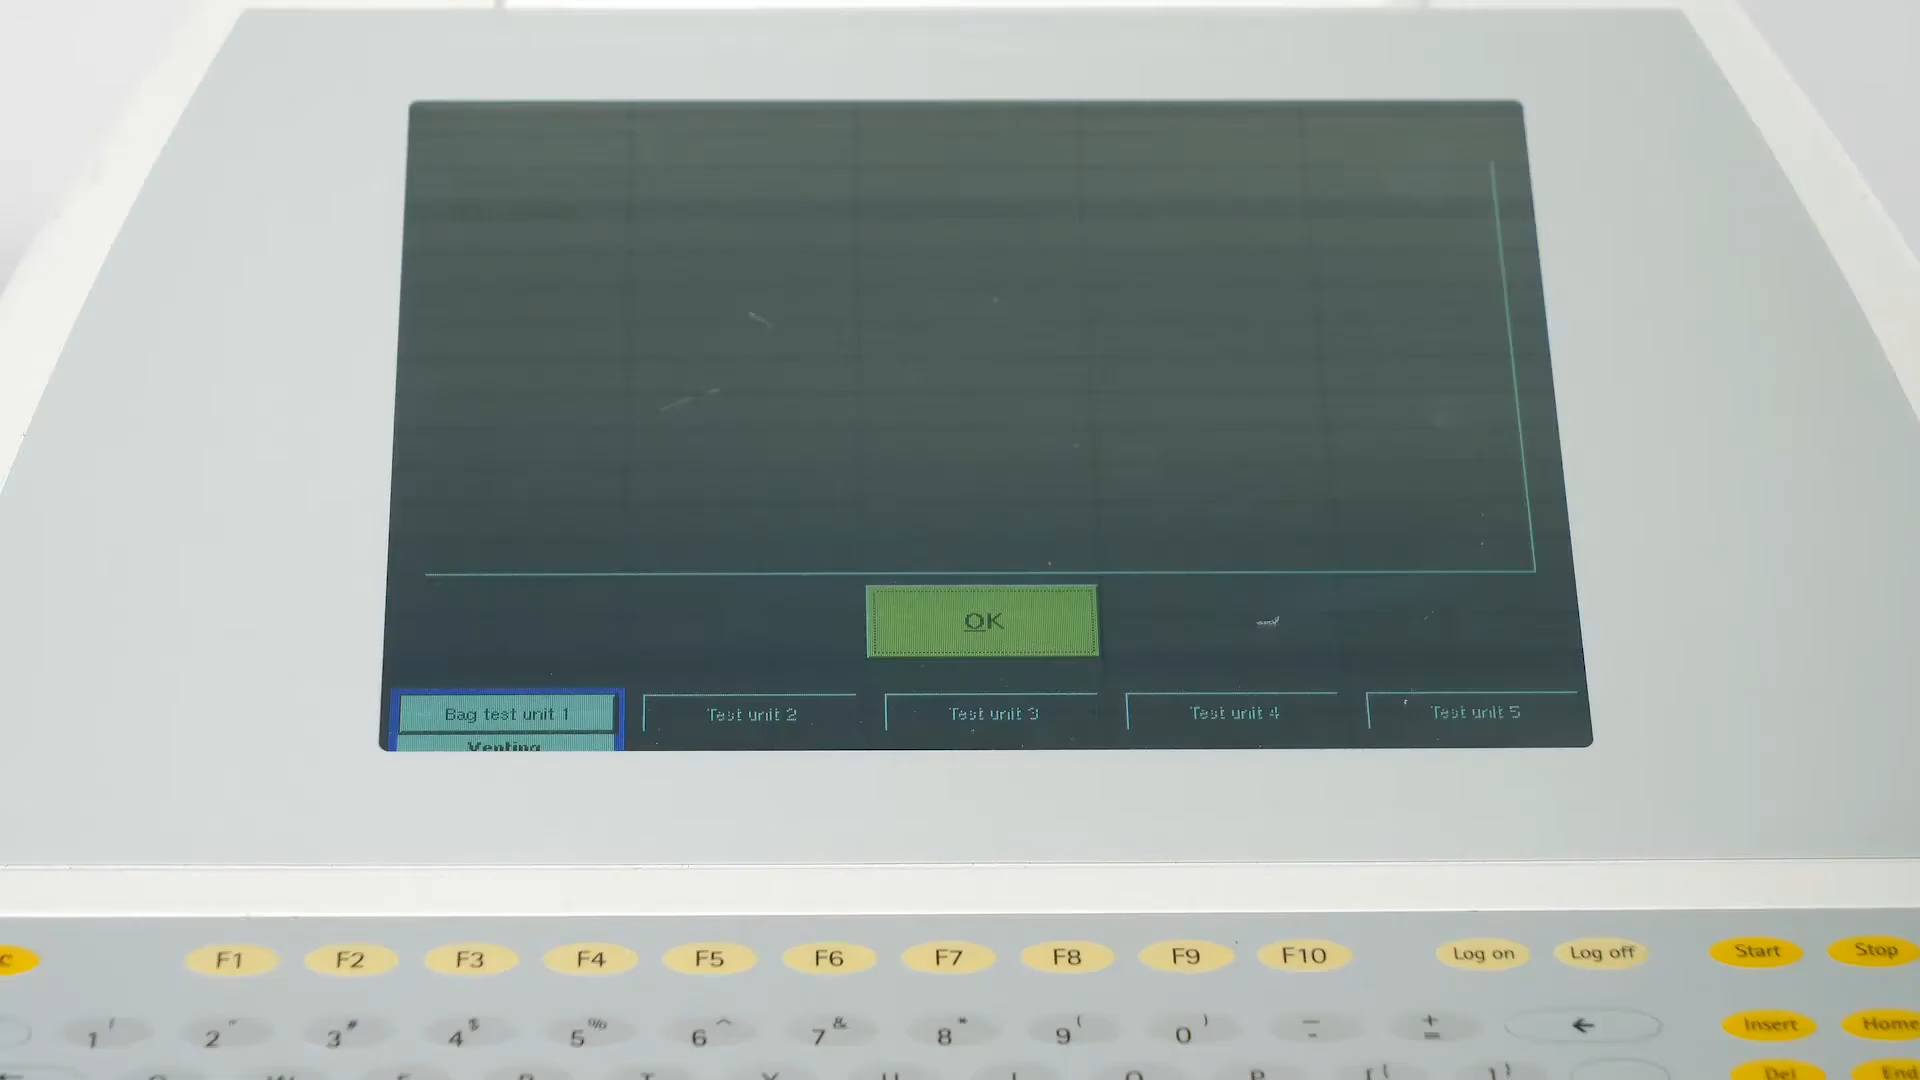 OK
Bag test unit 1 Test unit 2 Test unit 3 Test unit 4 Test unit 5
Venting
F1 F2 F3 F4 F5 F6 F7 F8 F9 F10 Log on Log off Start Stop
1 ! 2 " 3 # 4 $ 5 % 6 ^ 7 & 8 * 9 ( 0 ) _ - + = ← Insert Home
Del End